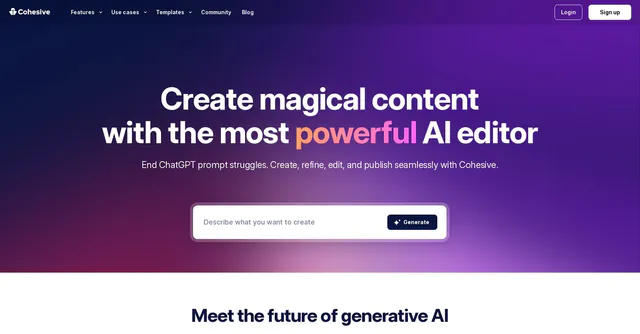 Cohesive
Features Use cases Templates Community Blog
Login
Sign up
Create magical content
with the most powerful AI editor
End ChatGPT prompt struggles. Create, refine, edit, and publish seamlessly with Cohesive.
Describe what you want to create
Generate
Meet the future of generative AI